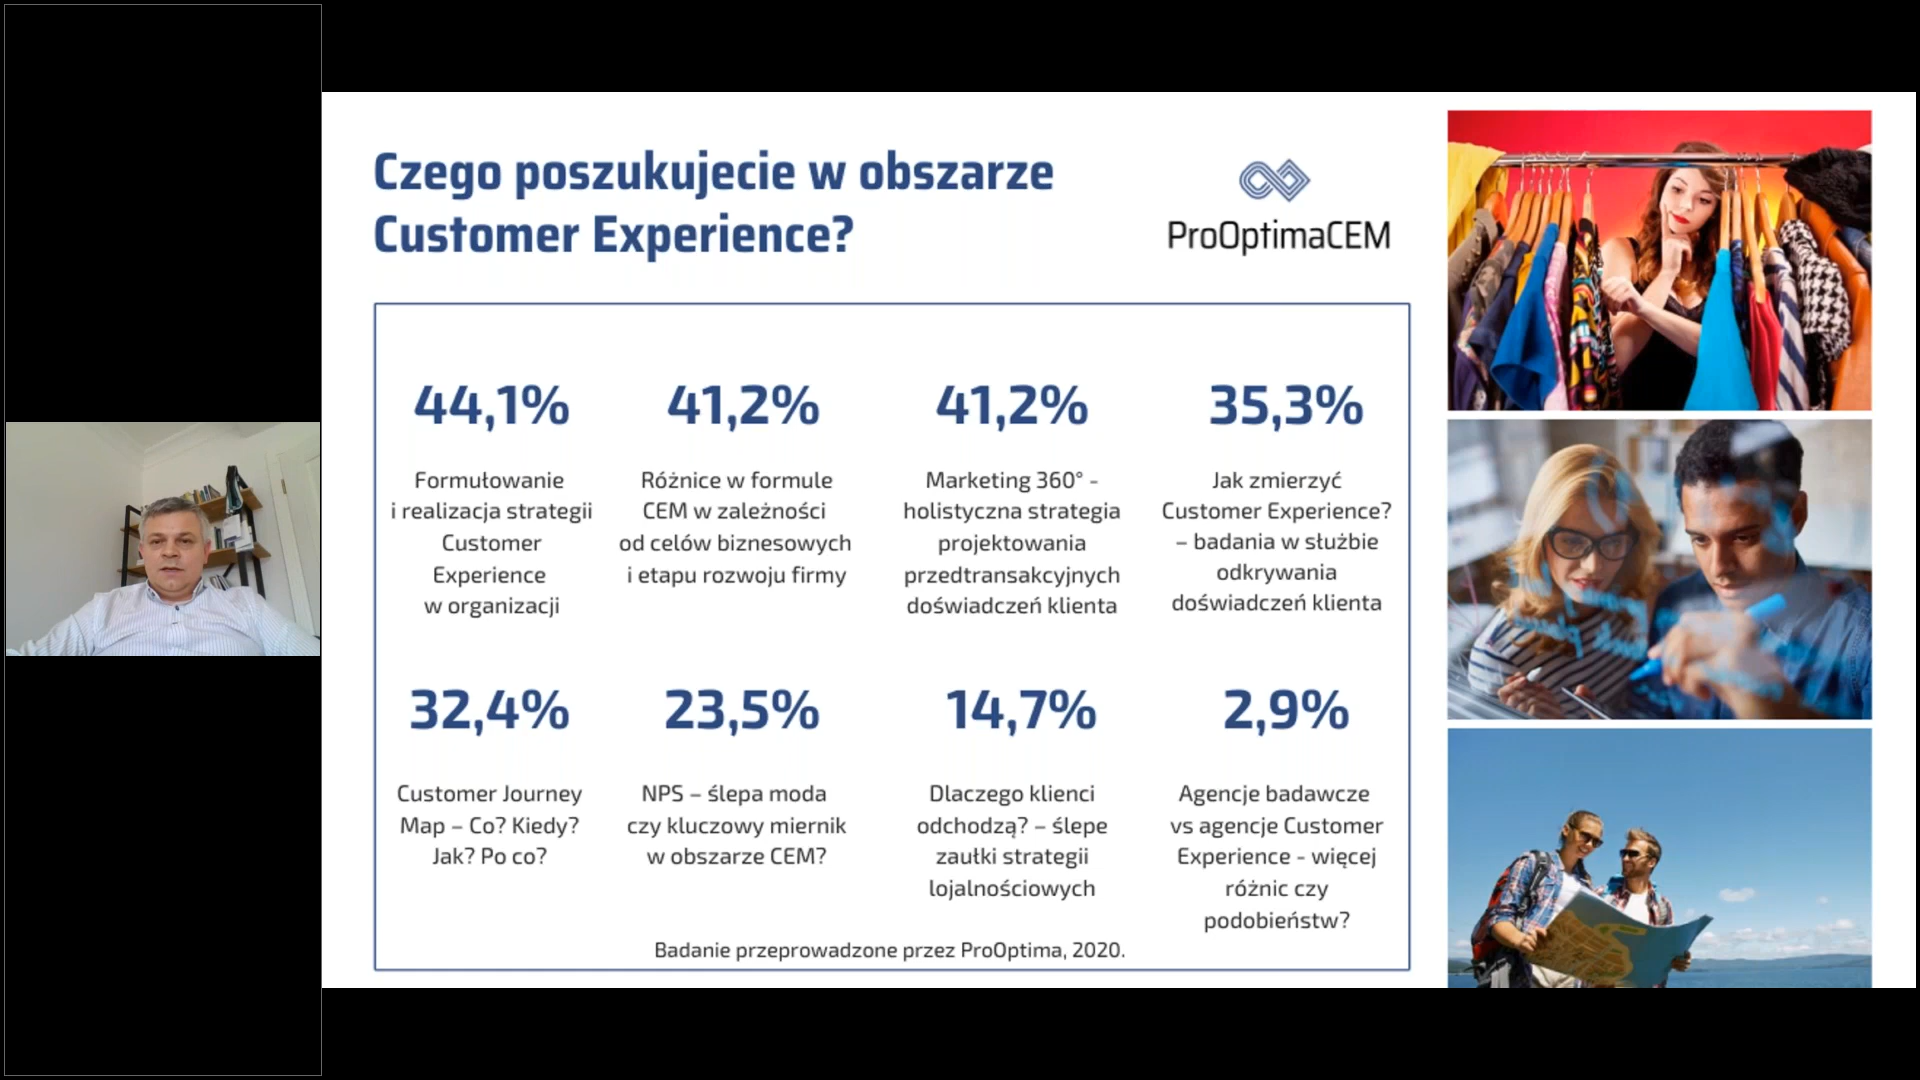 Czego poszukujecie w obszarze
Customer Experience?
ProOptimaCEM
44,1%
Formułowanie
i realizacja strategii
Customer
Experience
w organizacji
41,2%
Różnice w formule
CEM w zależności
od celów biznesowych
i etapu rozwoju firmy
41,2%
Marketing 360° -
holistyczna strategia
projektowania
przedtransakcyjnych
doświadczeń klienta
35,3%
Jak zmierzyć
Customer Experience?
– badania w służbie
odkrywania
doświadczeń klienta
32,4%
Customer Journey
Map – Co? Kiedy?
Jak? Po co?
23,5%
NPS – ślepa moda
czy kluczowy miernik
w obszarze CEM?
14,7%
Dlaczego klienci
odchodzą? – ślepe
zaułki strategii
lojalnościowych
2,9%
Agencje badawcze
vs agencje Customer
Experience - więcej
różnic czy
podobieństw?
Badanie przeprowadzone przez ProOptima, 2020.